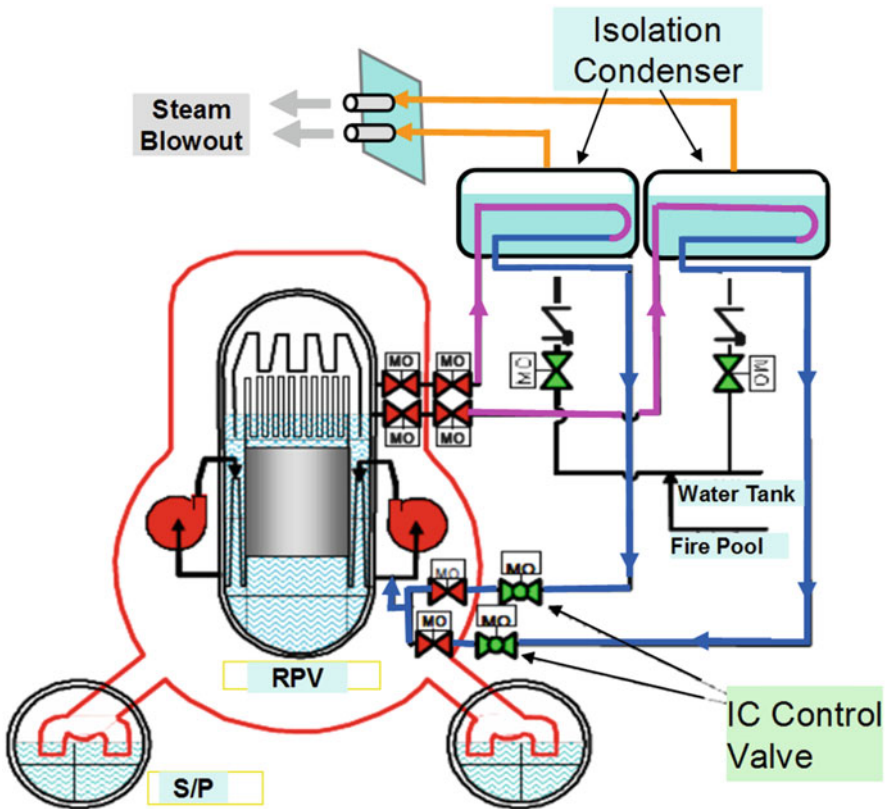 Isolation
Condenser
Steam
Blowout
MO
MO
MO
MO
MO
MO
Water Tank
Fire Pool
MO
MO
MO
MO
RPV
IC Control
Valve
S/P